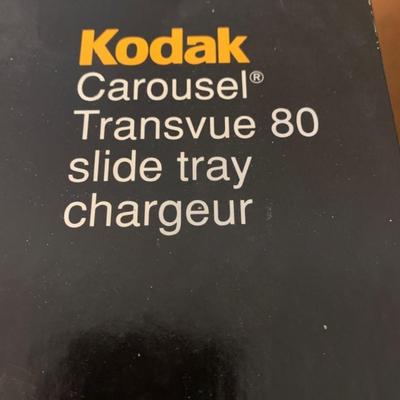 Kodak
Carousel®
Transvue 80
slide tray
chargeur